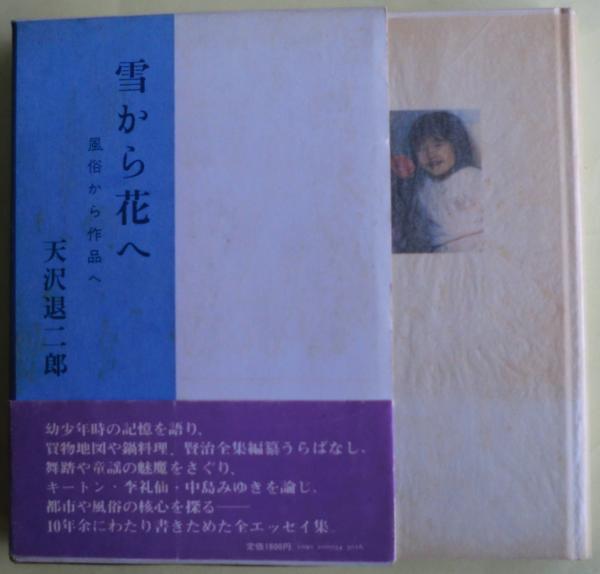 雪から花へ
風俗から作品へ
天沢退二郎
幼少年時の記憶を語り、
買物地図や鍋料理、賢治全集編纂うらばなし、
舞踏や童謡の魅魔をさぐり、
キートン・李礼仙・中島みゆきを論じ、
都市や風俗の核心を探る——
10年余にわたり書きためた全エッセイ集。
定価1800円